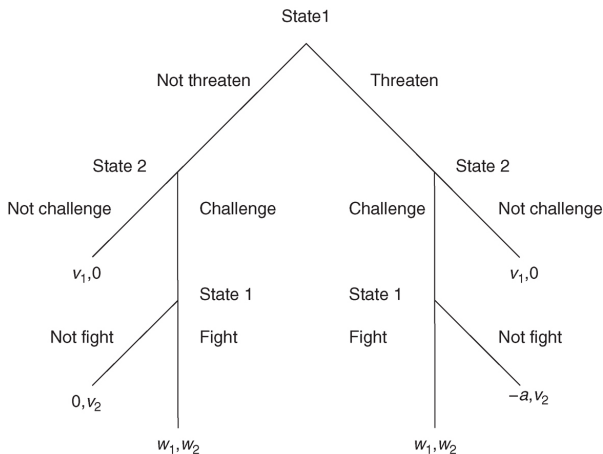 State1
Not threaten
Threaten
State 2
State 2
Not challenge
Challenge
Challenge
Not challenge
v₁,0
v₁,0
State 1
State 1
Not fight
Fight
Fight
Not fight
0,v₂
–a,v₂
w₁,w₂
w₁,w₂